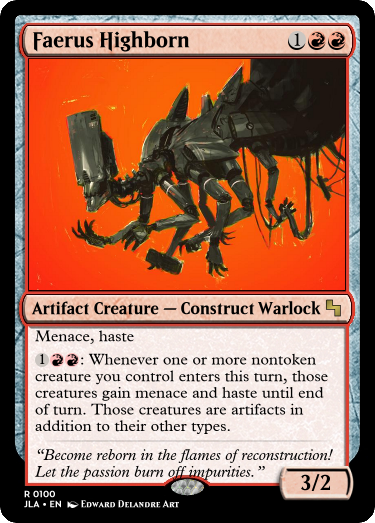 Faerus Highborn 1RR
Artifact Creature — Construct Warlock
Menace, haste
1RR: Whenever one or more nontoken
creature you control enters this turn, those
creatures gain menace and haste until end
of turn. Those creatures are artifacts in
addition to their other types.
“Become reborn in the flames of reconstruction!
Let the passion burn off impurities.”
3/2
R 0100
JLA • EN Edward Delandre Art